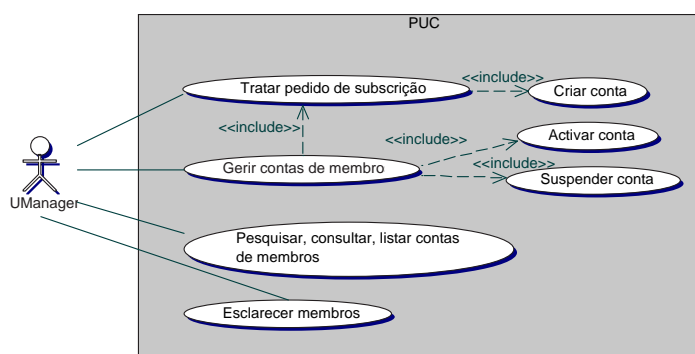 PUC
Tratar pedido de subscrição
<<include>>
Criar conta
<<include>>
<<include>>
Activar conta
Gerir contas de membro
<<include>>
Suspender conta
UManager
Pesquisar, consultar, listar contas
de membros
Esclarecer membros